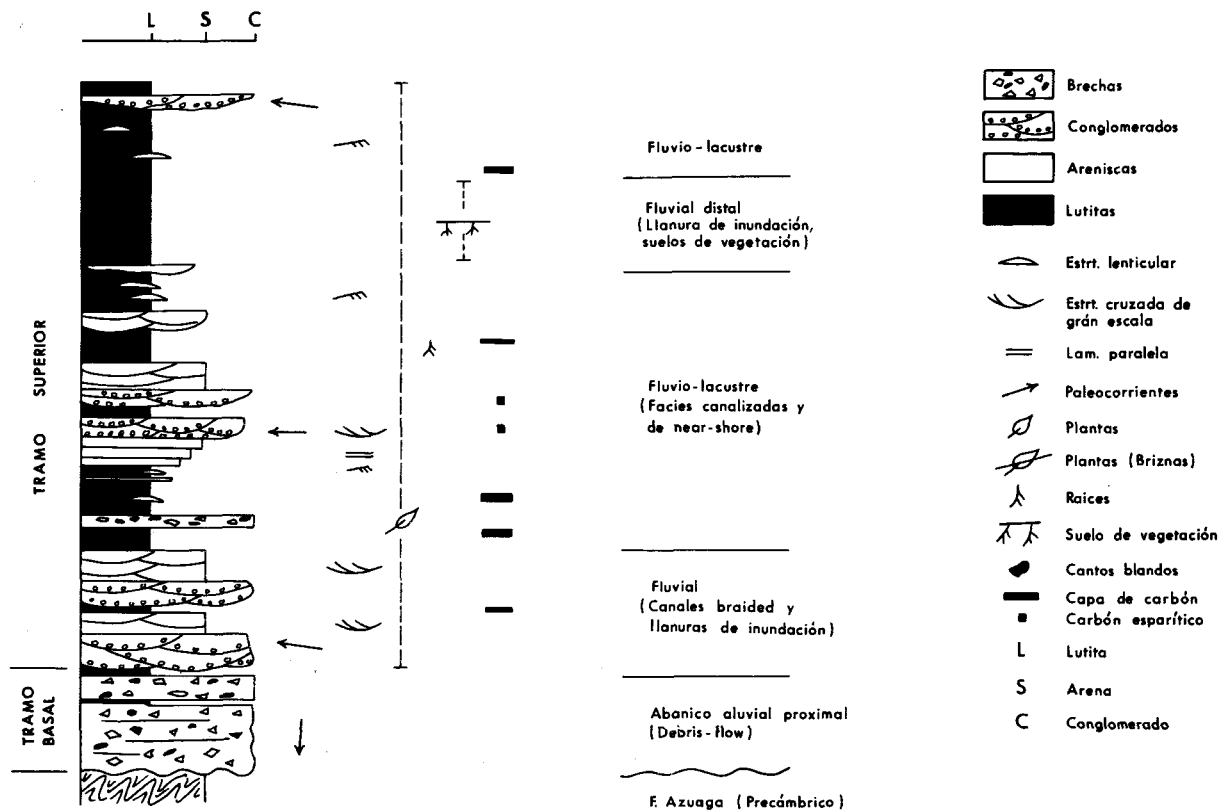 L S C
TRAMO SUPERIOR
TRAMO BASAL
Fluvio-lacustre
Fluvial distal
(Llanura de inundación,
suelos de vegetación)
Fluvio-lacustre
(Facies canalizadas y
de near-shore)
Fluvial
(Canales braided y
llanuras de inundación)
Abanico aluvial proximal
(Debris-flow)
F. Azuaga (Precámbrico)
Brechas
Conglomerados
Areniscas
Lutitas
Estrt. lenticular
Estrt. cruzada de
grán escala
Lam. paralela
Paleocorrientes
Plantas
Plantas (Briznas)
Raices
Suelo de vegetación
Cantos blandos
Capa de carbón
Carbón esparítico
L Lutita
S Arena
C Conglomerado